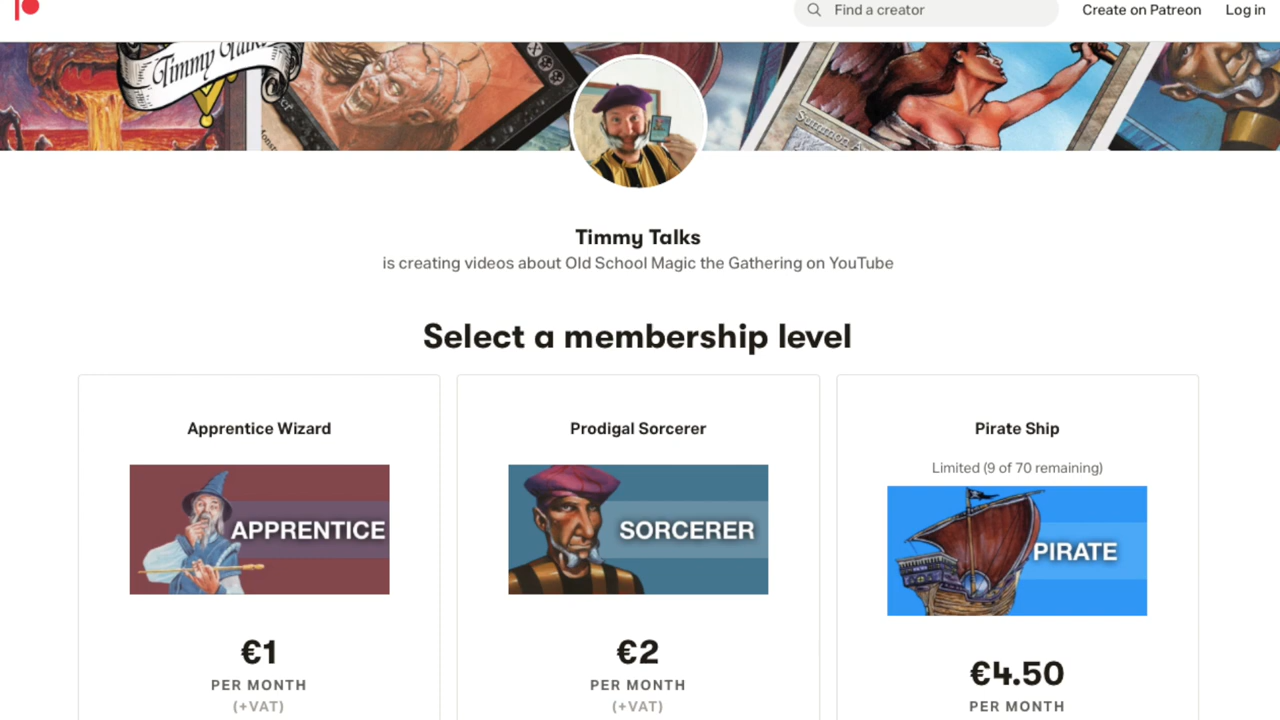 Find a creator
Create on Patreon
Log in
Timmy Talks
Summon A
Timmy Talks
is creating videos about Old School Magic the Gathering on YouTube
Select a membership level
Apprentice Wizard
Prodigal Sorcerer
Pirate Ship
Limited (9 of 70 remaining)
APPRENTICE
SORCERER
PIRATE
€1
€2
€4.50
PER MONTH
PER MONTH
PER MONTH
(+VAT)
(+VAT)